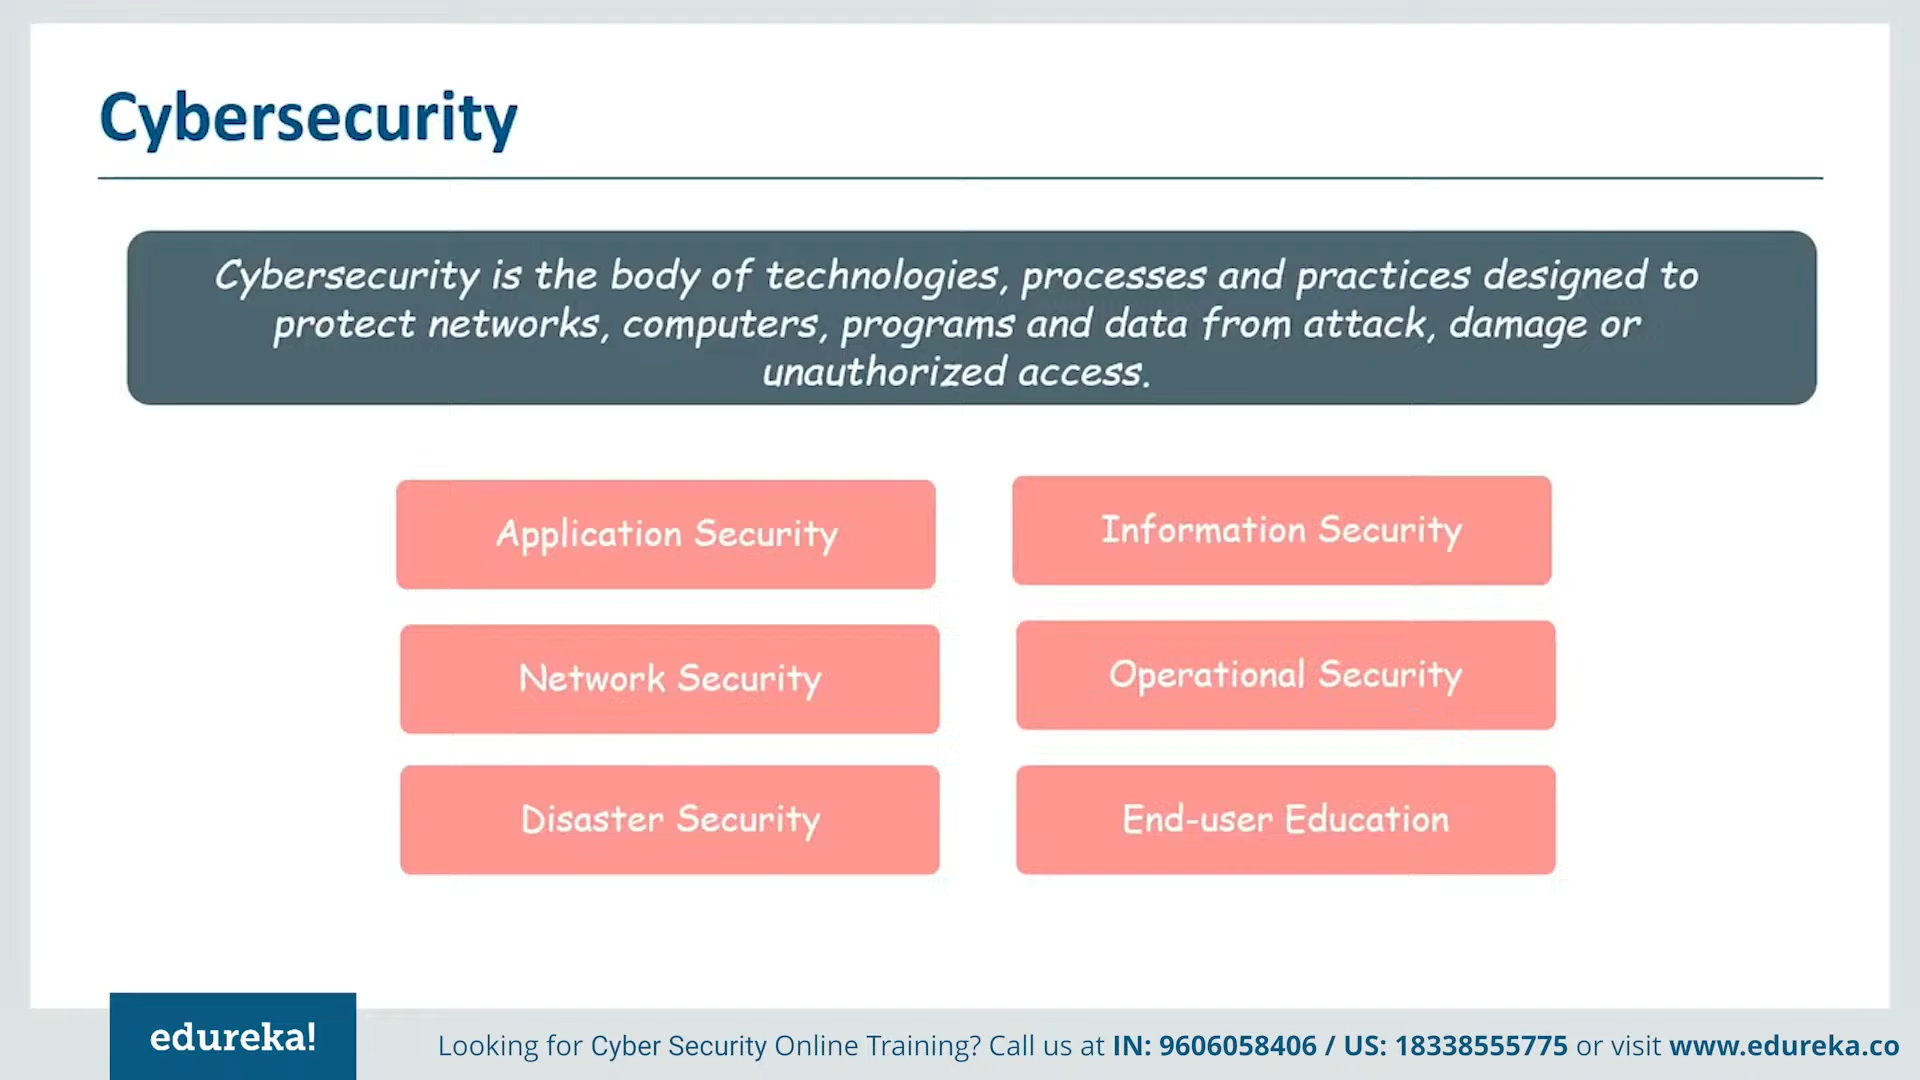 Cybersecurity
Cybersecurity is the body of technologies, processes and practices designed to
protect networks, computers, programs and data from attack, damage or
unauthorized access.
Application Security
Information Security
Network Security
Operational Security
Disaster Security
End-user Education
edureka!
Looking for Cyber Security Online Training? Call us at IN: 9606058406 / US: 18338555775 or visit www.edureka.co